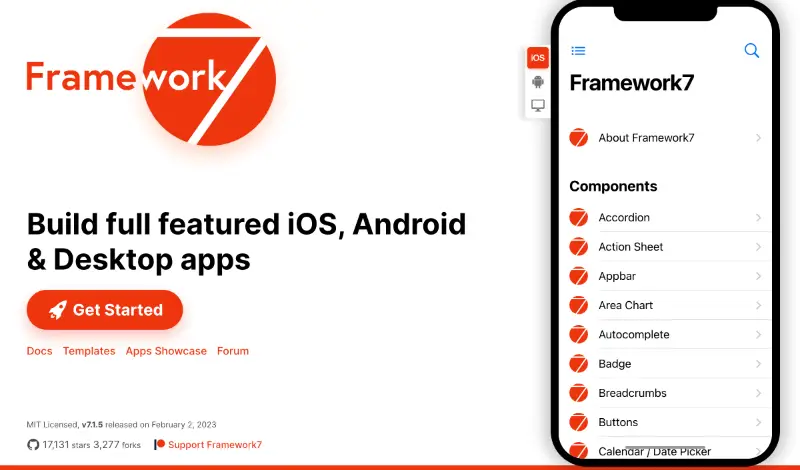 Framework
Build full featured iOS, Android
& Desktop apps
Get Started
Docs Templates Apps Showcase Forum
MIT Licensed, v7.1.5 released on February 2, 2023
17,131 stars 3,277 forks Support Framework7
iOS
Framework7
About Framework7
Components
Accordion
Action Sheet
Appbar
Area Chart
Autocomplete
Badge
Breadcrumbs
Buttons
Calendar / Date Picker